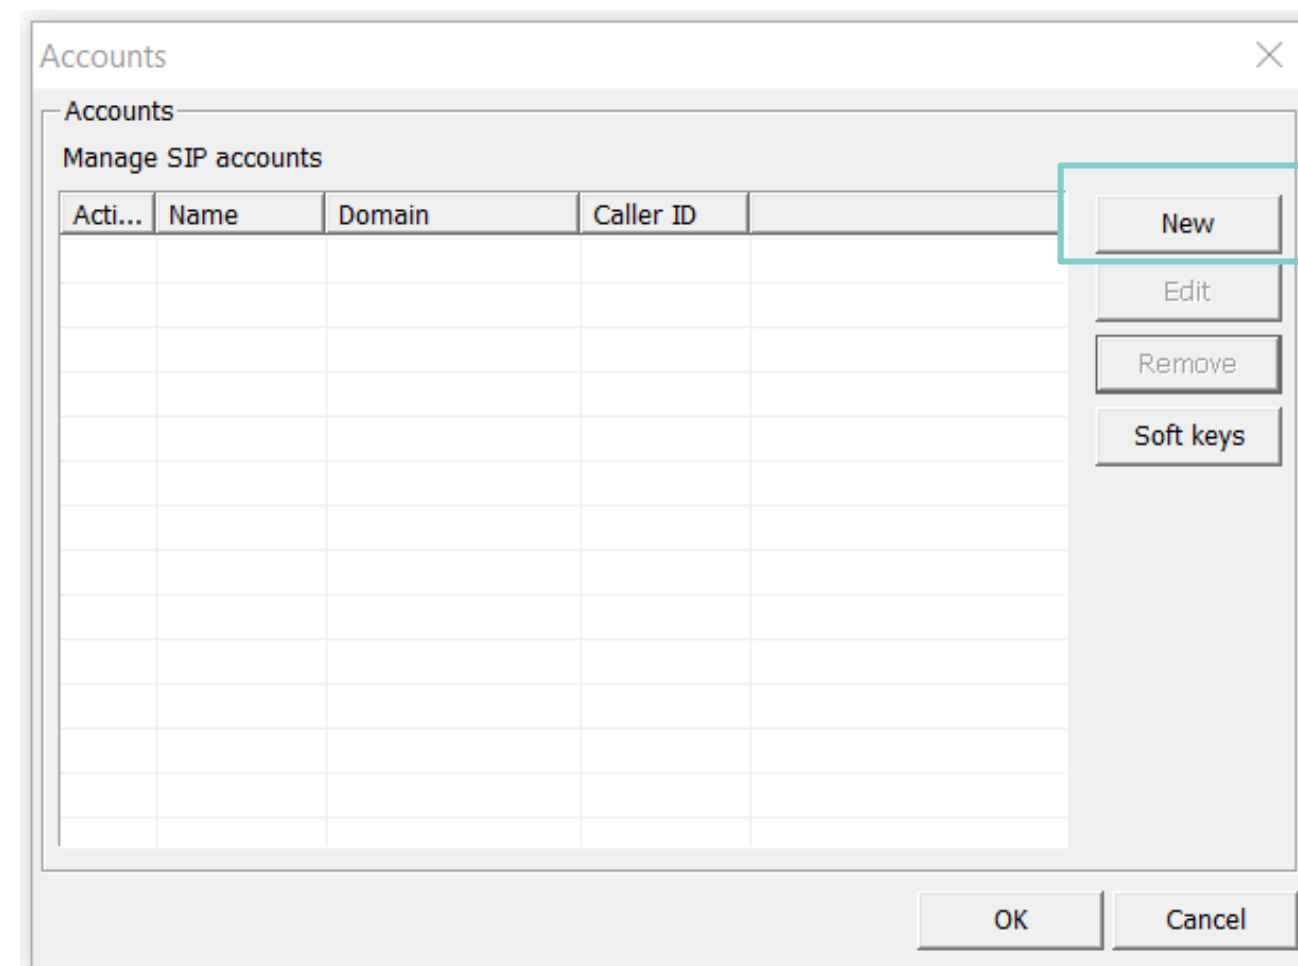 Accounts
Accounts
Manage SIP accounts
Acti... Name Domain Caller ID
New
Edit
Remove
Soft keys
OK Cancel